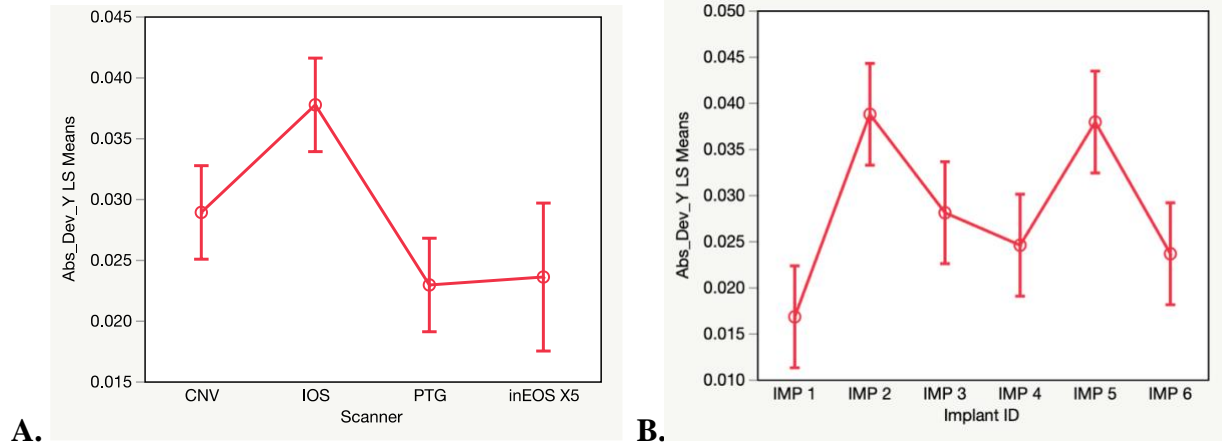 A.
Abs_Dev_Y LS Means
0.045
0.040
0.035
0.030
0.025
0.020
0.015
CNV IOS PTG inEOS X5
Scanner
B.
Abs_Dev_Y LS Means
0.050
0.045
0.040
0.035
0.030
0.025
0.020
0.015
0.010
IMP 1 IMP 2 IMP 3 IMP 4 IMP 5 IMP 6
Implant ID